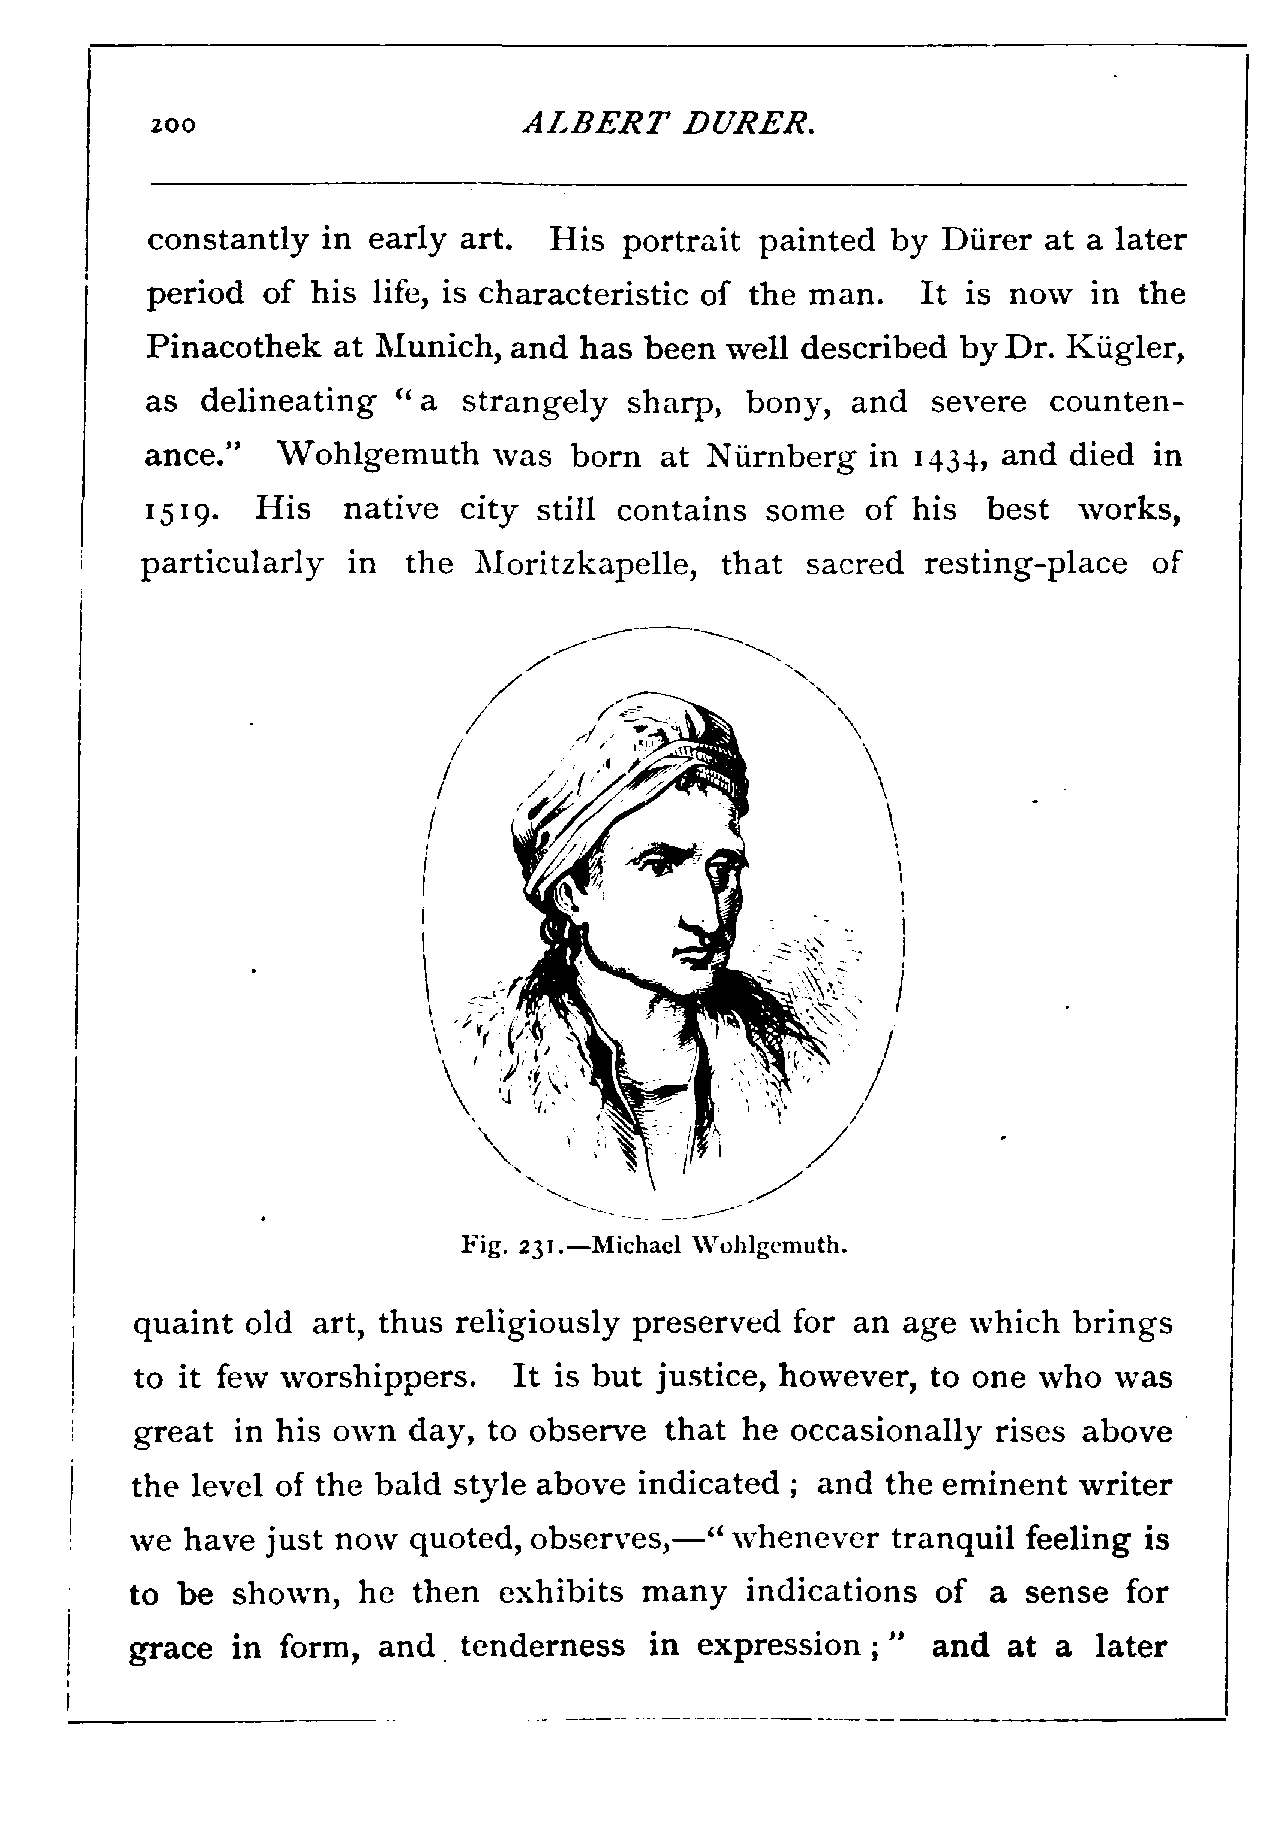 200 ALBERT DURER.
constantly in early art. His portrait painted by Dürer at a later
period of his life, is characteristic of the man. It is now in the
Pinacothek at Munich, and has been well described by Dr. Kügler,
as delineating “a strangely sharp, bony, and severe counten-
ance.” Wohlgemuth was born at Nürnberg in 1434, and died in
1519. His native city still contains some of his best works,
particularly in the Moritzkapelle, that sacred resting-place of
Fig. 231.—Michael Wohlgemuth.
quaint old art, thus religiously preserved for an age which brings
to it few worshippers. It is but justice, however, to one who was
great in his own day, to observe that he occasionally rises above
the level of the bald style above indicated ; and the eminent writer
we have just now quoted, observes,—“whenever tranquil feeling is
to be shown, he then exhibits many indications of a sense for
grace in form, and tenderness in expression ;” and at a later